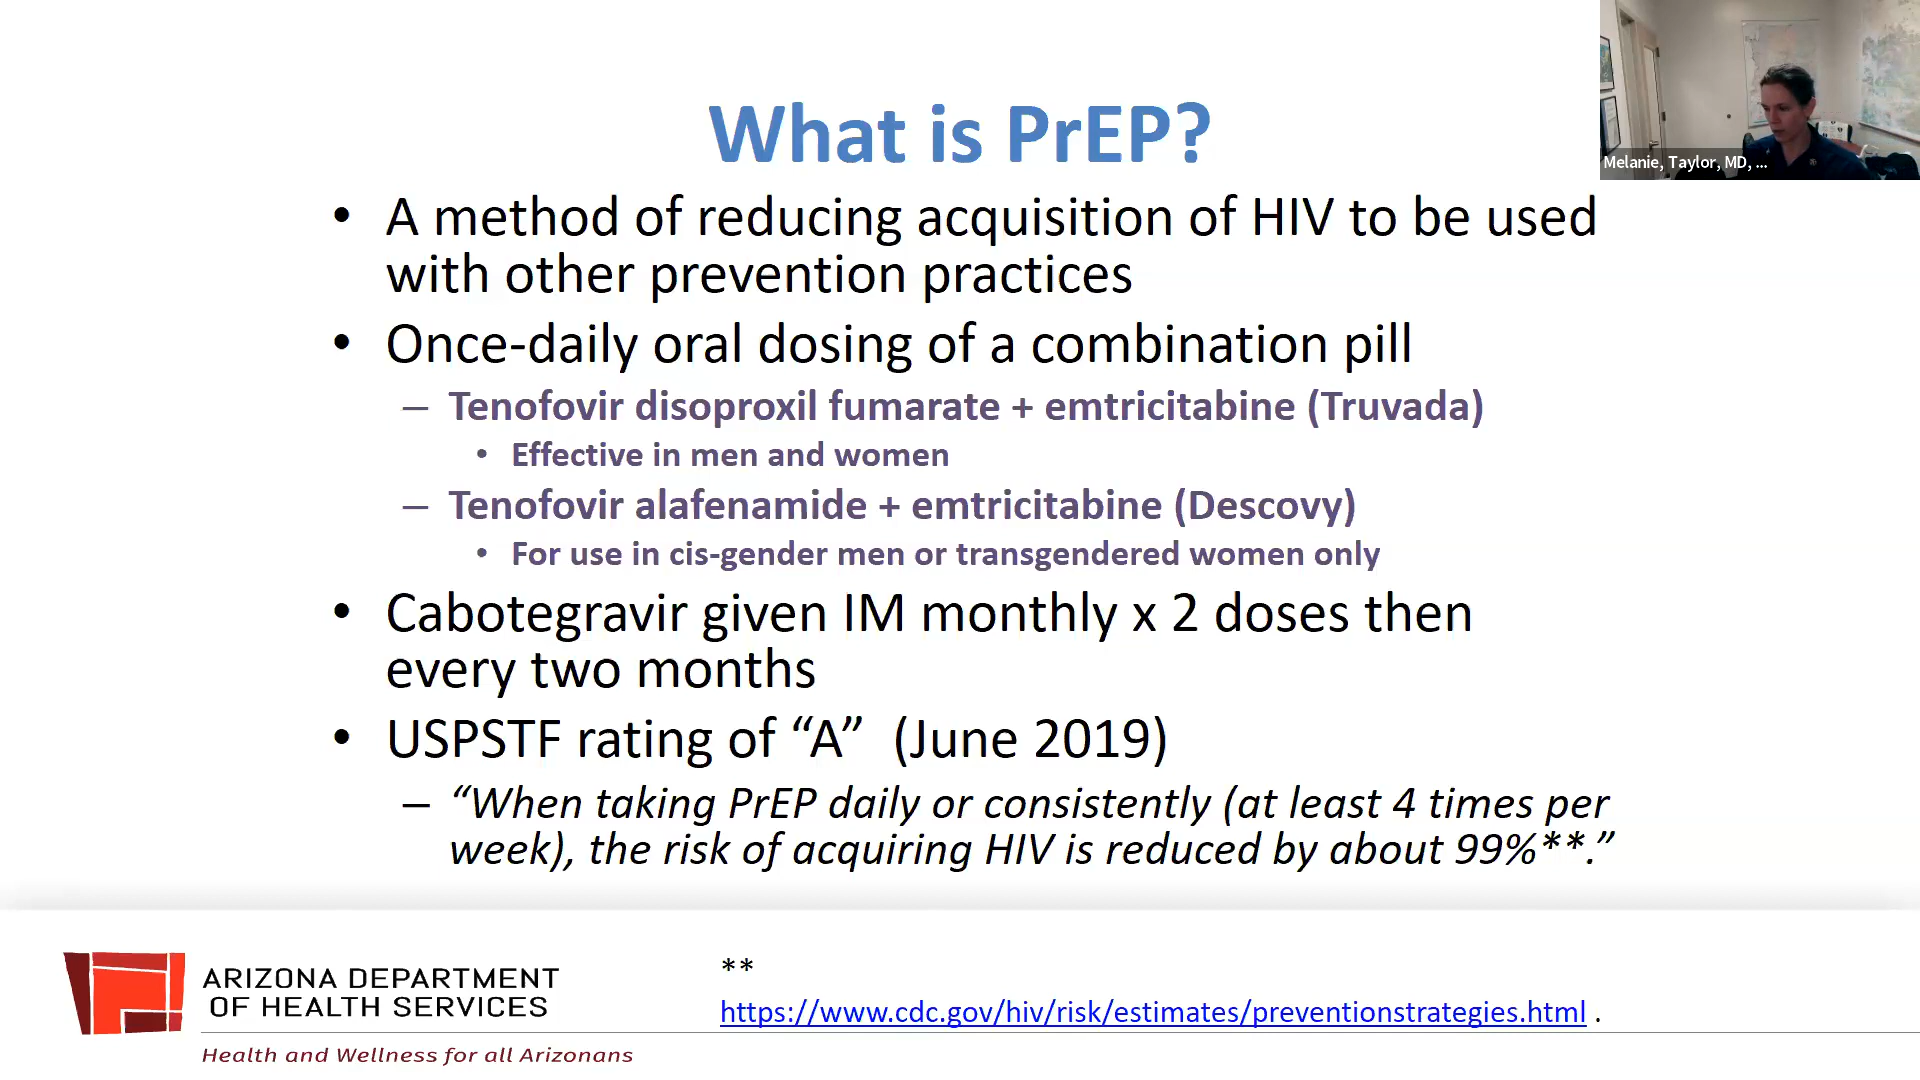 What is PrEP?
Melanie, Taylor, MD, ...
• A method of reducing acquisition of HIV to be used
with other prevention practices
• Once-daily oral dosing of a combination pill
– Tenofovir disoproxil fumarate + emtricitabine (Truvada)
• Effective in men and women
– Tenofovir alafenamide + emtricitabine (Descovy)
• For use in cis-gender men or transgendered women only
• Cabotegravir given IM monthly x 2 doses then
every two months
• USPSTF rating of “A”  (June 2019)
– “When taking PrEP daily or consistently (at least 4 times per
week), the risk of acquiring HIV is reduced by about 99%**.”
ARIZONA DEPARTMENT
OF HEALTH SERVICES
Health and Wellness for all Arizonans
**
https://www.cdc.gov/hiv/risk/estimates/preventionstrategies.html .